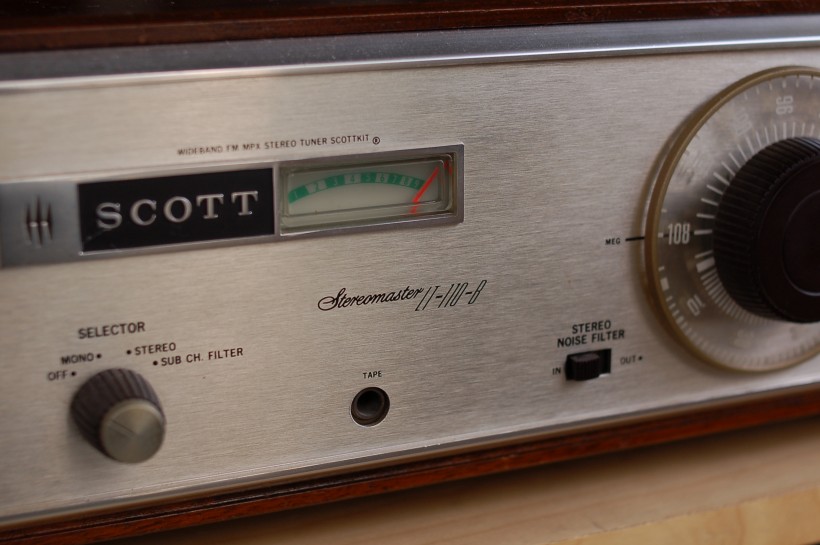 WIDEBAND FM MPX STEREO TUNER SCOTTKIT ®
SCOTT
96
108
MEG
Stereomaster LT-110-B
SELECTOR
MONO
STEREO
OFF
SUB CH. FILTER
TAPE
STEREO
NOISE FILTER
IN
OUT